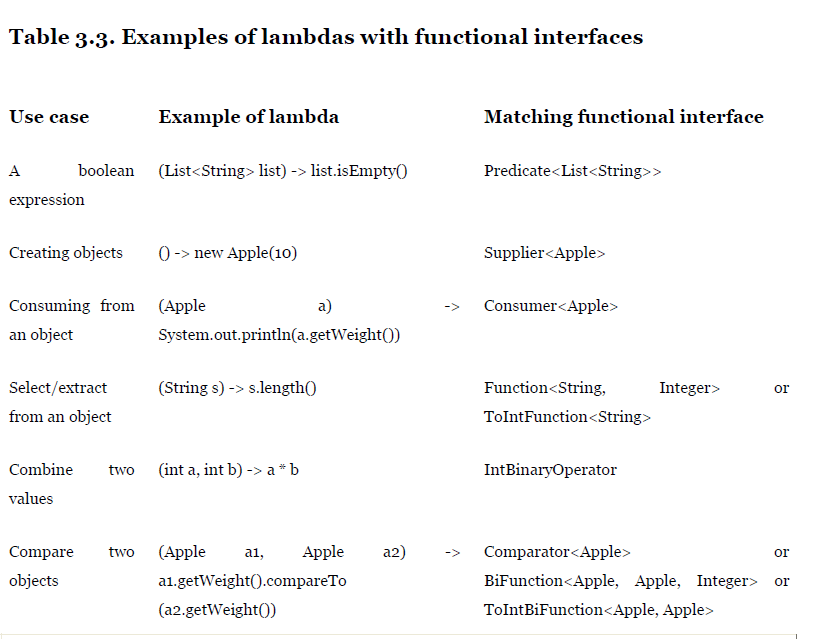 Table 3.3. Examples of lambdas with functional interfaces
Use case Example of lambda Matching functional interface
A boolean (List<String> list) -> list.isEmpty() Predicate<List<String>>
expression
Creating objects () -> new Apple(10) Supplier<Apple>
Consuming from (Apple a) -> Consumer<Apple>
an object System.out.println(a.getWeight())
Select/extract (String s) -> s.length() Function<String, Integer> or
from an object ToIntFunction<String>
Combine two (int a, int b) -> a * b IntBinaryOperator
values
Compare two (Apple a1, Apple a2) -> Comparator<Apple> or
objects a1.getWeight().compareTo BiFunction<Apple, Apple, Integer> or
(a2.getWeight()) ToIntBiFunction<Apple, Apple>